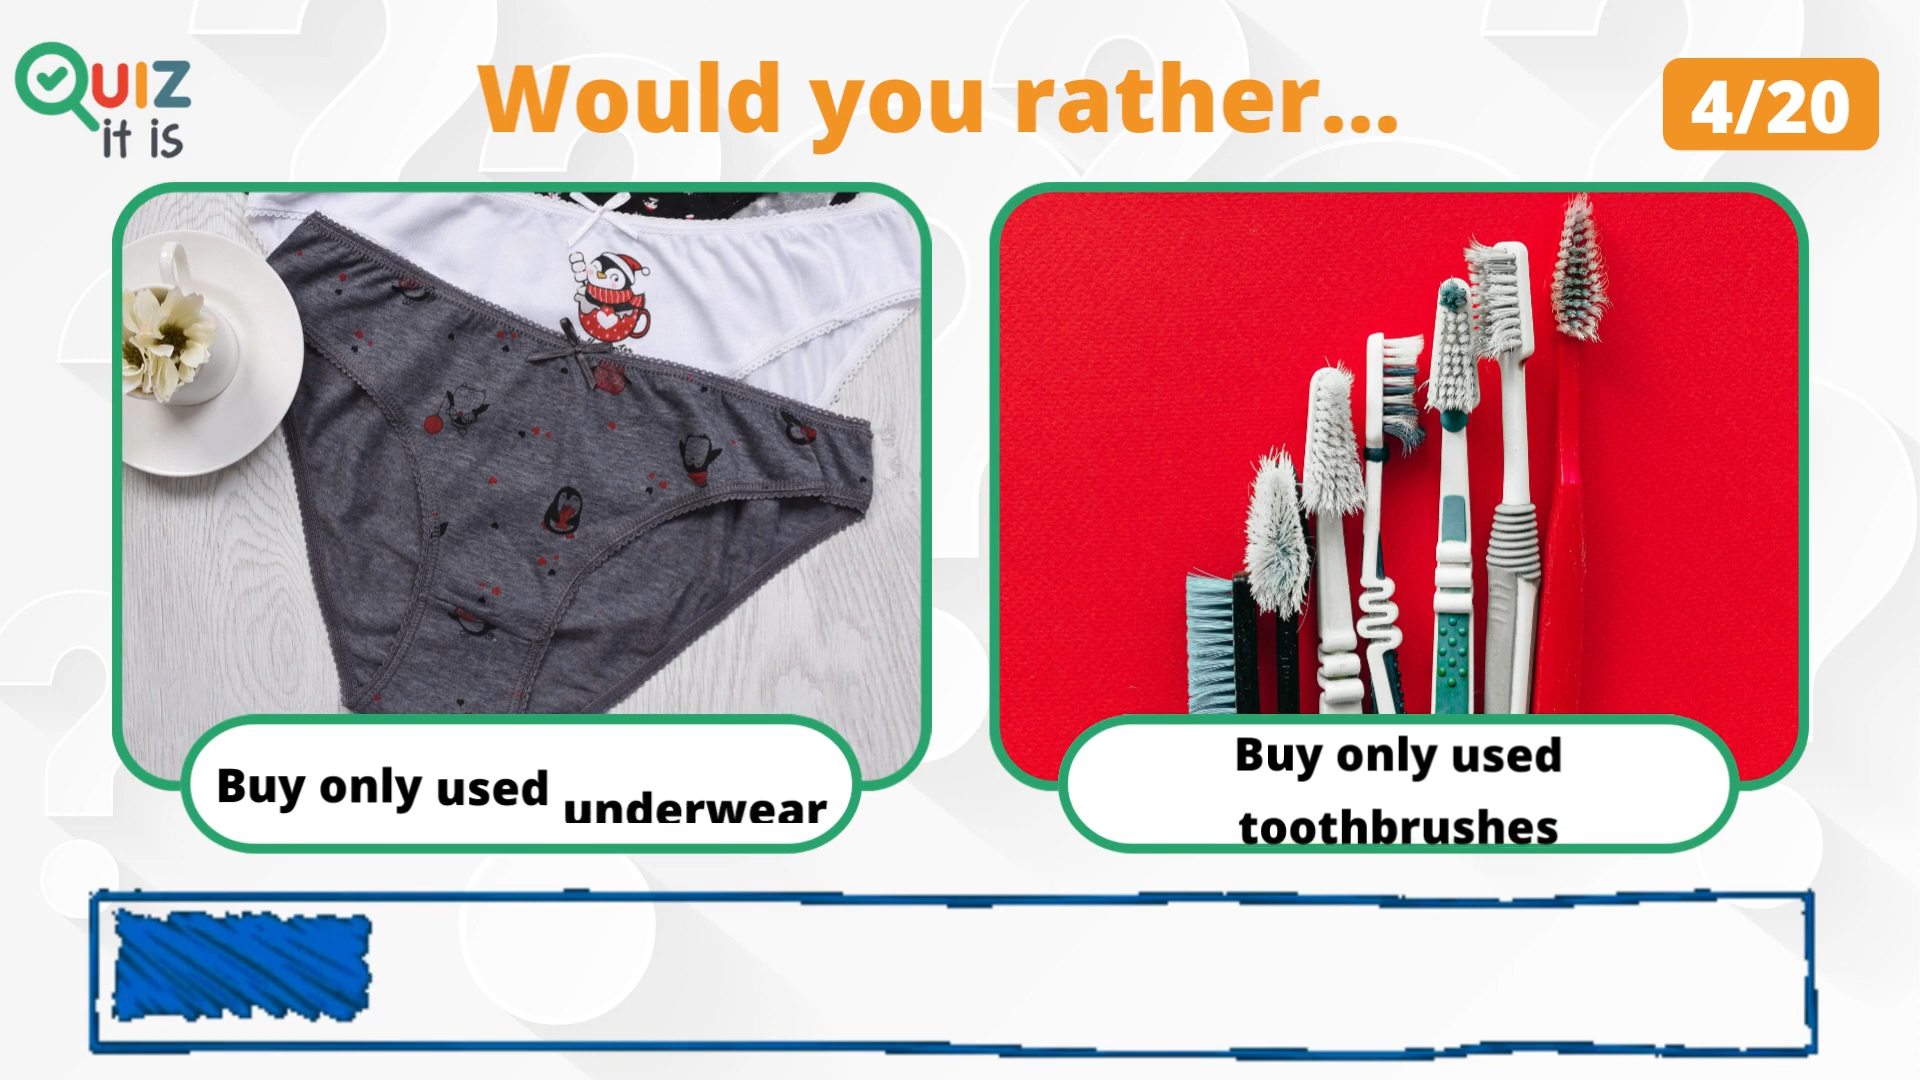 QUIZ
it is
Would you rather...
4/20
Buy only used underwear
Buy only used
toothbrushes